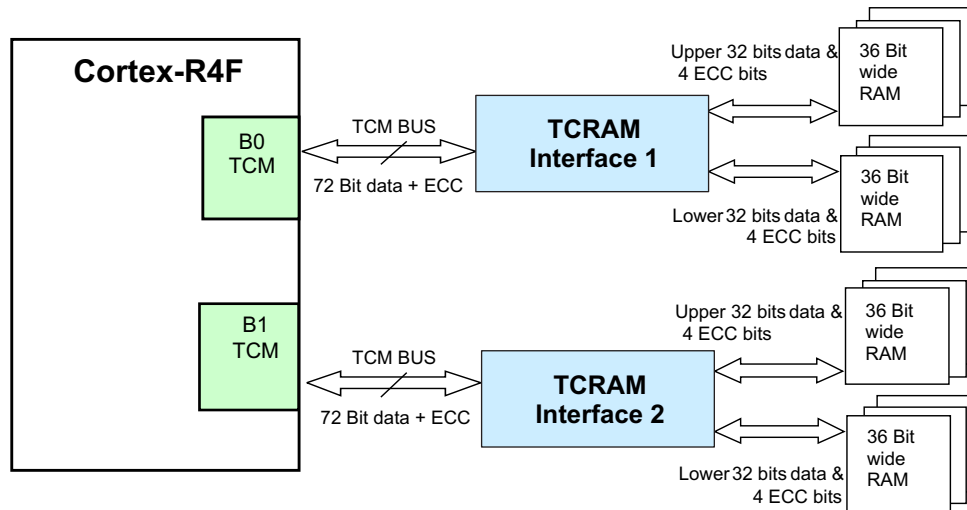 Cortex-R4F
B0
TCM
TCM BUS
72 Bit data + ECC
TCRAM
Interface 1
Upper 32 bits data &
4 ECC bits
36 Bit
wide
RAM
Lower 32 bits data &
4 ECC bits
36 Bit
wide
RAM
B1
TCM
TCM BUS
72 Bit data + ECC
TCRAM
Interface 2
Upper 32 bits data &
4 ECC bits
36 Bit
wide
RAM
Lower 32 bits data &
4 ECC bits
36 Bit
wide
RAM